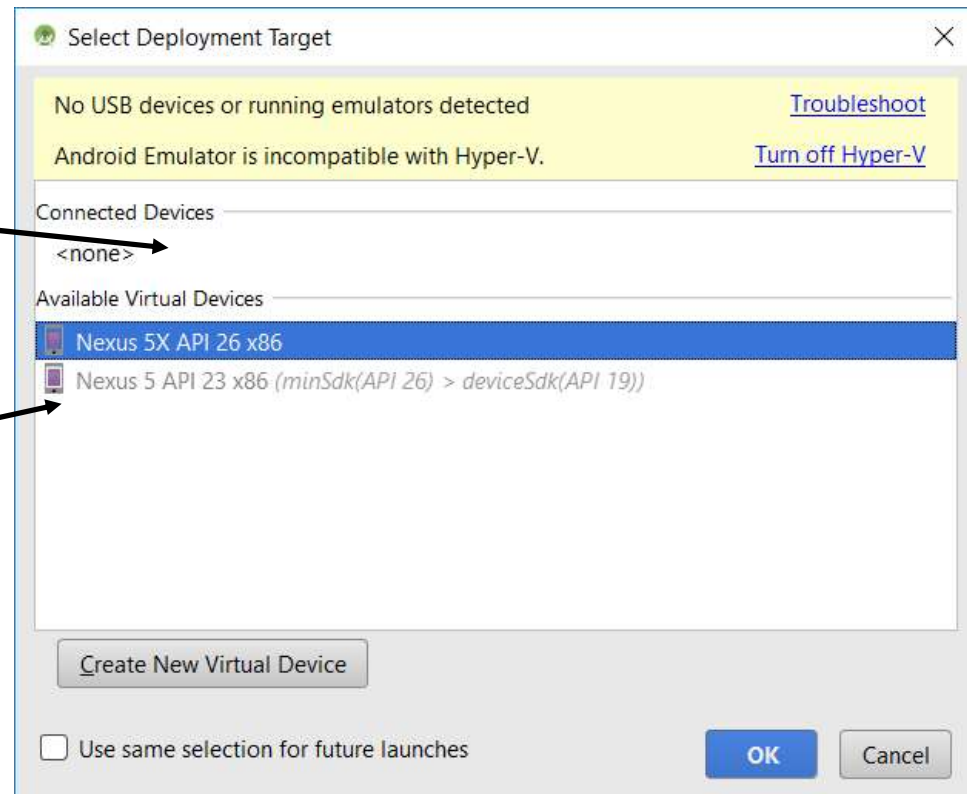 Select Deployment Target
No USB devices or running emulators detected Troubleshoot
Android Emulator is incompatible with Hyper-V. Turn off Hyper-V
Connected Devices
<none>
Available Virtual Devices
Nexus 5X API 26 x86
Nexus 5 API 23 x86 (minSdk(API 26) > deviceSdk(API 19))
Create New Virtual Device
Use same selection for future launches
OK Cancel